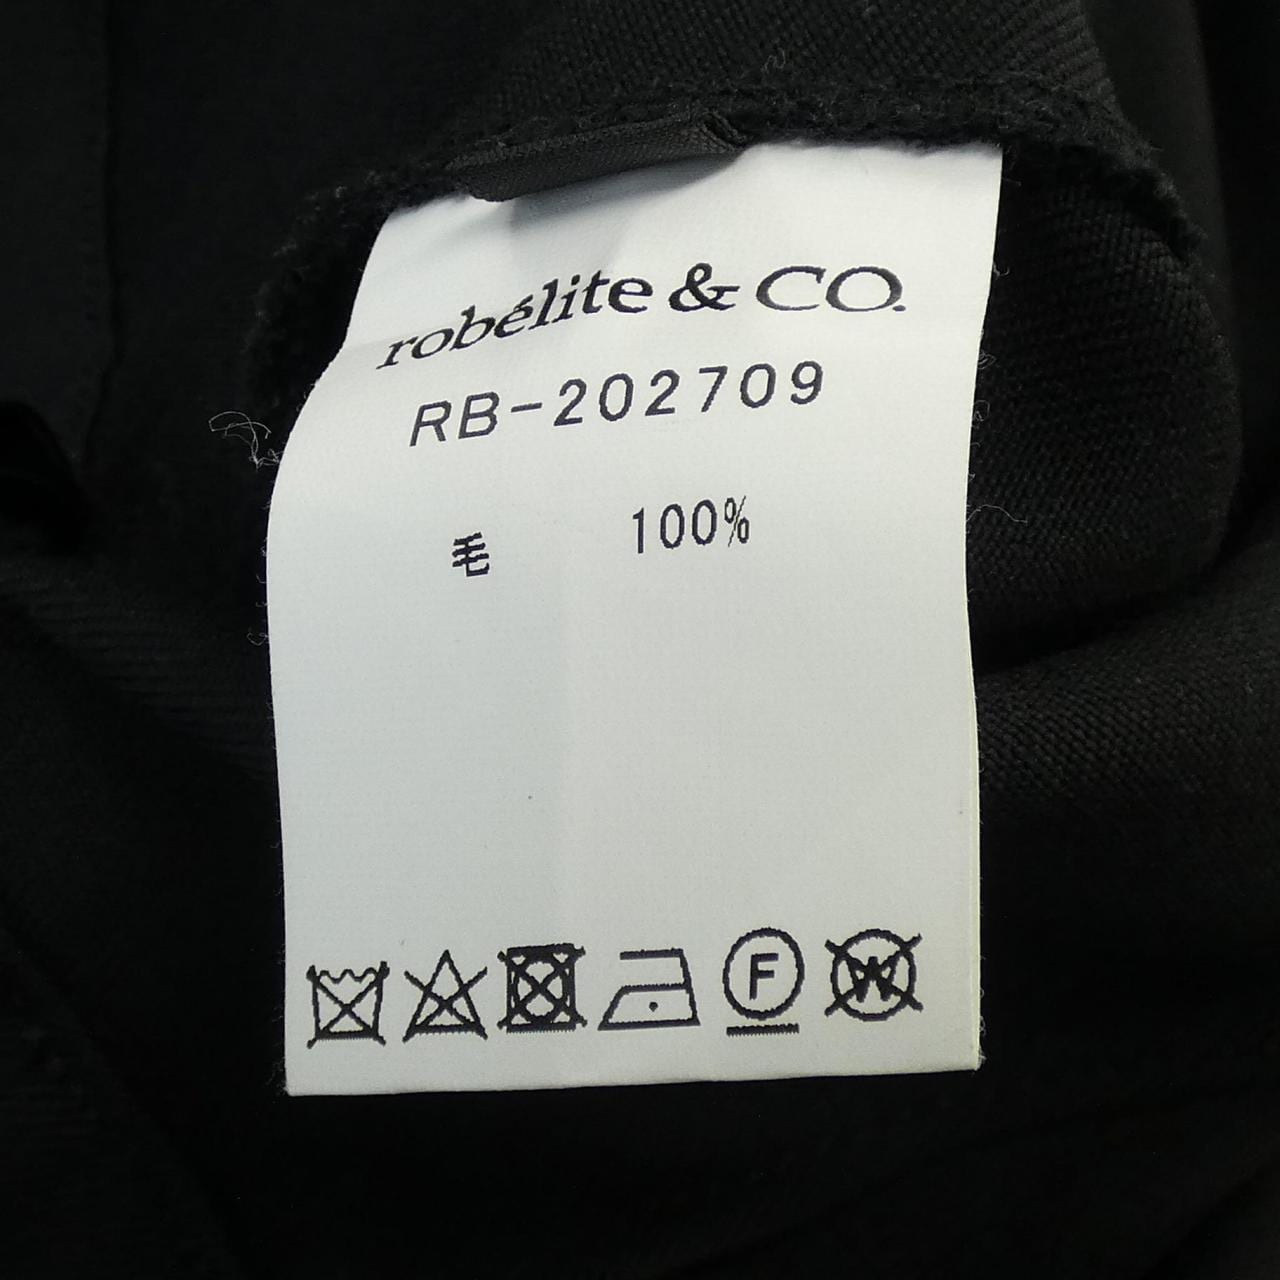 robélite & CO.
RB-202709
毛 100%
F W